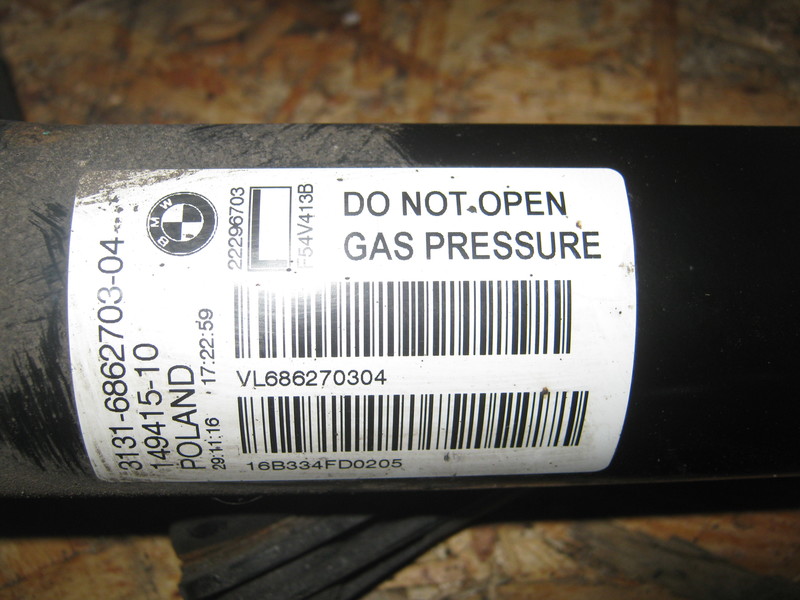 BMW
3131-6862703-04
149415-10
POLAND
29:11:16 17:22:59
22296703
F54V413B
DO NOT OPEN
GAS PRESSURE
VL686270304
16B334FD0205